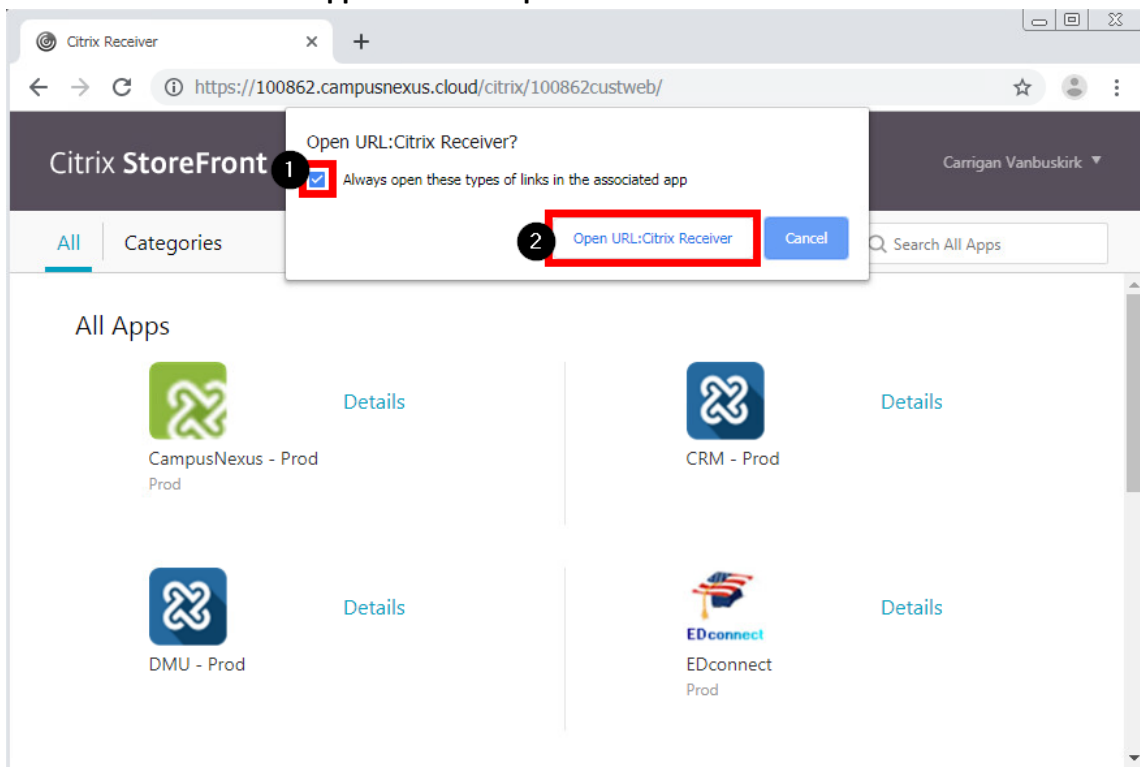 Citrix Receiver
https://100862.campusnexus.cloud/citrix/100862custweb/
Open URL:Citrix Receiver?
Citrix StoreFront
1
Always open these types of links in the associated app
Carrigan Vanbuskirk
All
Categories
2
Open URL:Citrix Receiver
Cancel
Search All Apps
All Apps
Details
Details
CampusNexus - Prod
CRM - Prod
Prod
Details
Details
EDconnect
DMU - Prod
EDconnect
Prod